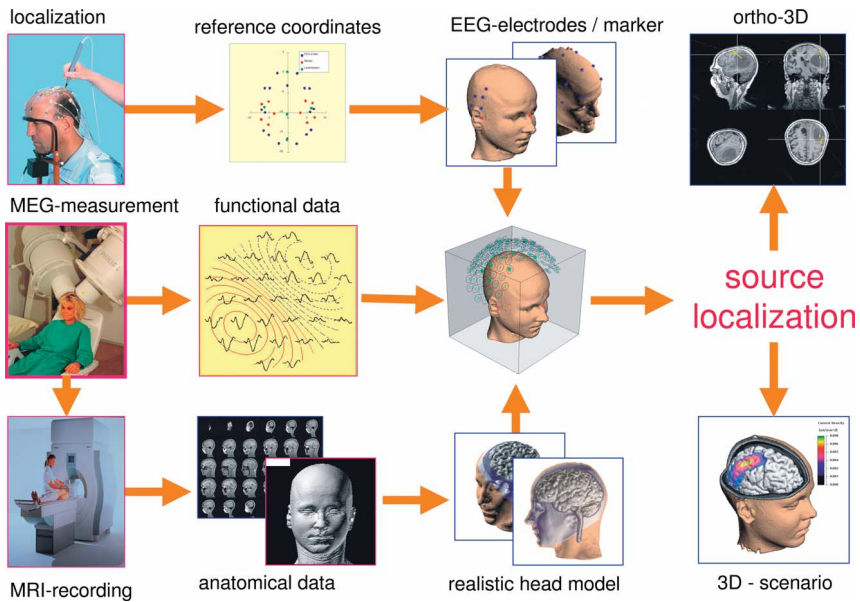 localization
reference coordinates
EEG-electrodes / marker
ortho-3D
MEG-measurement
functional data
source
localization
MRI-recording
anatomical data
realistic head model
3D - scenario